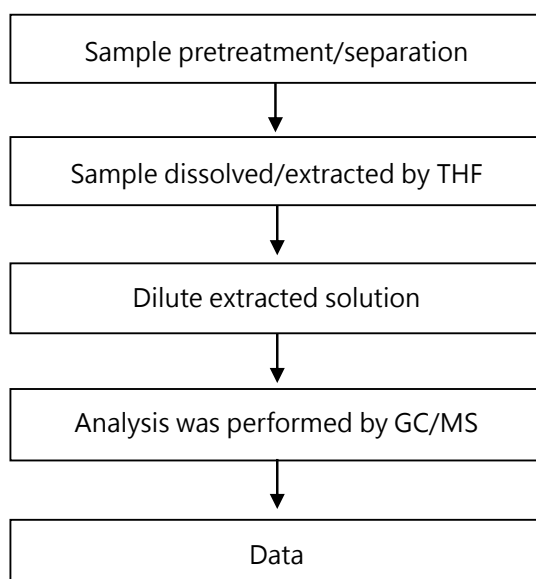 Sample pretreatment/separation
Sample dissolved/extracted by THF
Dilute extracted solution
Analysis was performed by GC/MS
Data